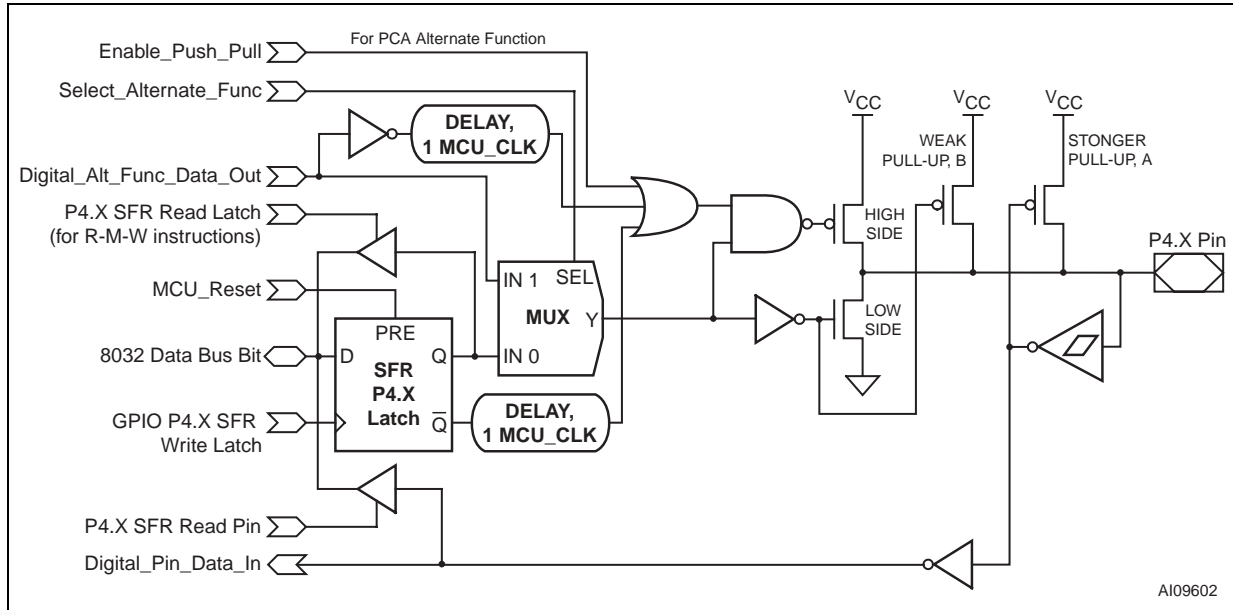 Enable_Push_Pull
For PCA Alternate Function
Select_Alternate_Func
DELAY,
1 MCU_CLK
Digital_Alt_Func_Data_Out
P4.X SFR Read Latch
(for R-M-W instructions)
MCU_Reset
8032 Data Bus Bit
GPIO P4.X SFR
Write Latch
P4.X SFR Read Pin
Digital_Pin_Data_In
PRE
D
Q
SFR
P4.X
Latch
Q
DELAY,
1 MCU_CLK
IN 1
SEL
MUX
Y
IN 0
VCC
HIGH
SIDE
LOW
SIDE
VCC
WEAK
PULL-UP, B
VCC
STONGER
PULL-UP, A
P4.X Pin
AI09602